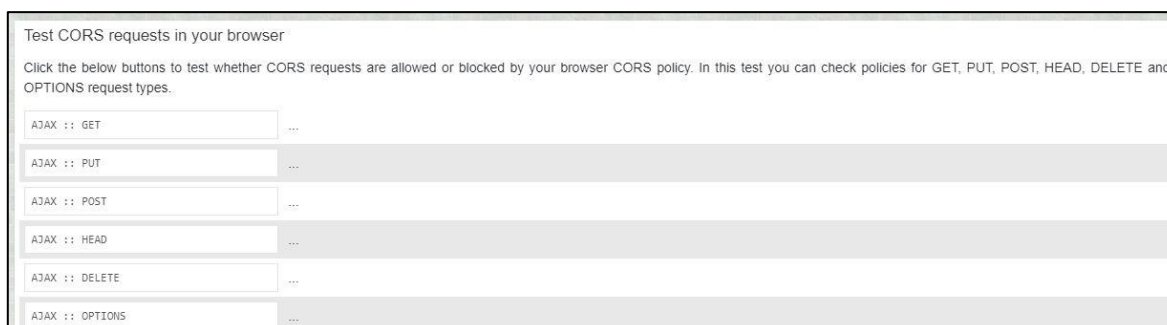 Test CORS requests in your browser
Click the below buttons to test whether CORS requests are allowed or blocked by your browser CORS policy. In this test you can check policies for GET, PUT, POST, HEAD, DELETE and
OPTIONS request types.
AJAX :: GET ...
AJAX :: PUT ...
AJAX :: POST ...
AJAX :: HEAD ...
AJAX :: DELETE ...
AJAX :: OPTIONS ...